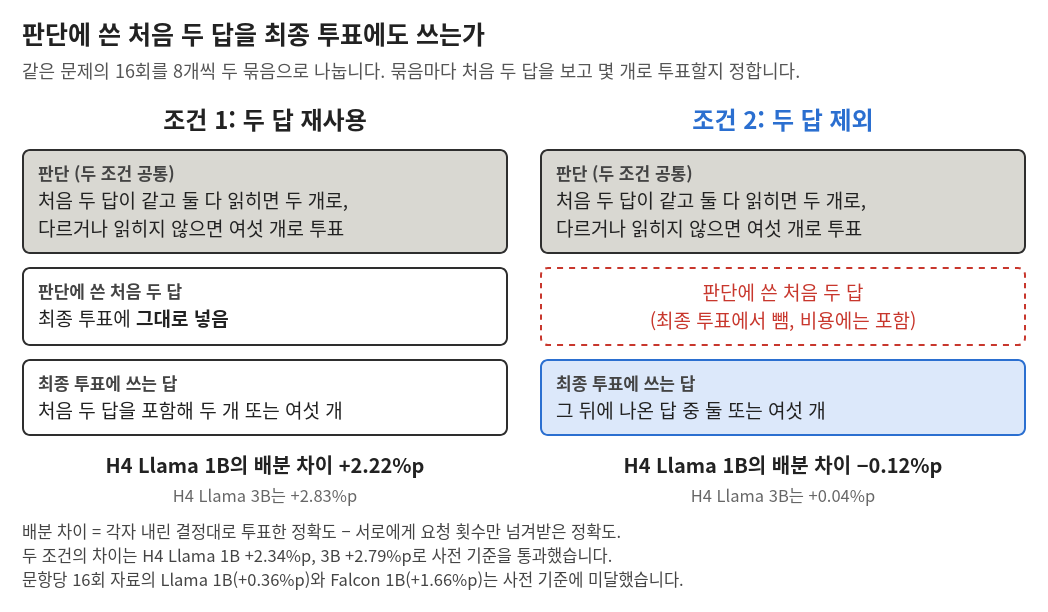 판단에 쓴 처음 두 답을 최종 투표에도 쓰는가
같은 문제의 16회를 8개씩 두 묶음으로 나눕니다. 묶음마다 처음 두 답을 보고 몇 개로 투표할지 정합니다.
조건 1: 두 답 재사용
판단 (두 조건 공통)
처음 두 답이 같고 둘 다 읽히면 두 개로,
다르거나 읽히지 않으면 여섯 개로 투표
판단에 쓴 처음 두 답
최종 투표에 그대로 넣음
최종 투표에 쓰는 답
처음 두 답을 포함해 두 개 또는 여섯 개
H4 Llama 1B의 배분 차이 +2.22%p
H4 Llama 3B는 +2.83%p
조건 2: 두 답 제외
판단 (두 조건 공통)
처음 두 답이 같고 둘 다 읽히면 두 개로,
다르거나 읽히지 않으면 여섯 개로 투표
판단에 쓴 처음 두 답
(최종 투표에서 뺌, 비용에는 포함)
최종 투표에 쓰는 답
그 뒤에 나온 답 중 둘 또는 여섯 개
H4 Llama 1B의 배분 차이 −0.12%p
H4 Llama 3B는 +0.04%p
배분 차이 = 각자 내린 결정대로 투표한 정확도 − 서로에게 요청 횟수만 넘겨받은 정확도.
두 조건의 차이는 H4 Llama 1B +2.34%p, 3B +2.79%p로 사전 기준을 통과했습니다.
문항당 16회 자료의 Llama 1B(+0.36%p)와 Falcon 1B(+1.66%p)는 사전 기준에 미달했습니다.